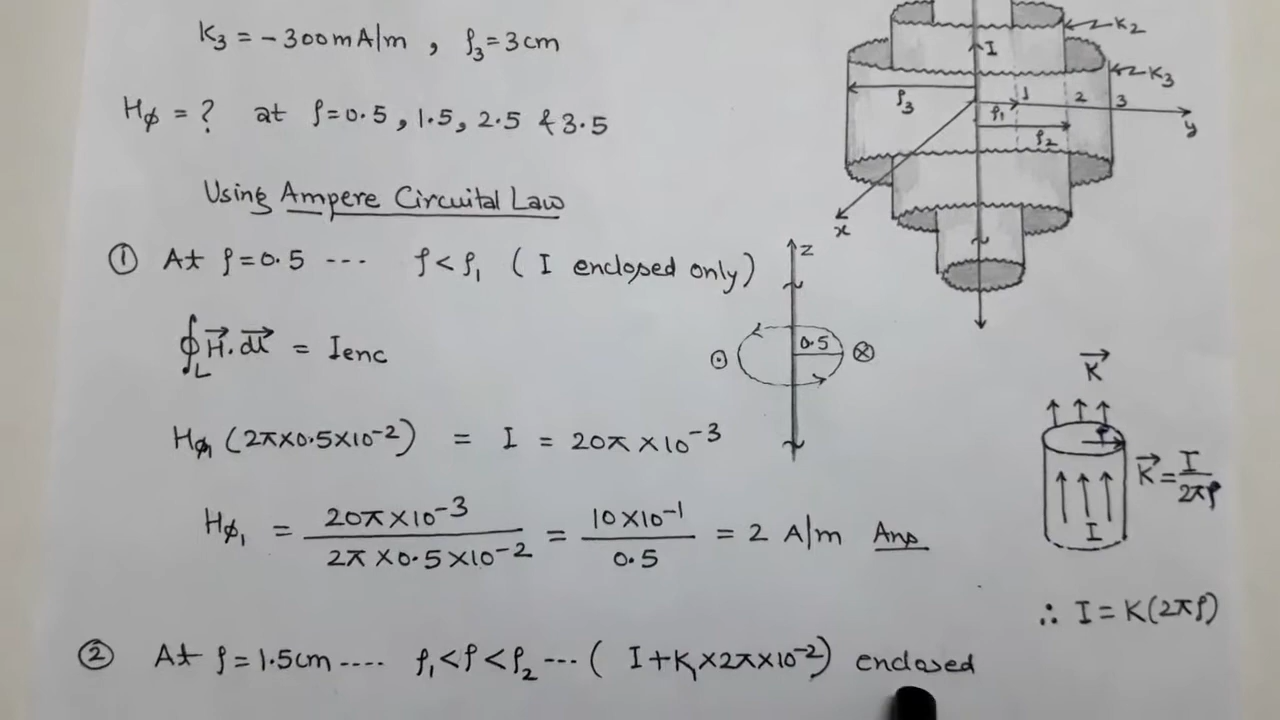 K₃ = -300mA/m , ρ₃=3cm
Hϕ = ? at ρ=0.5, 1.5, 2.5 & 3.5
Using Ampere Circuital Law
① At ρ=0.5 --- ρ<ρ₁ ( I enclosed only)
∮_L H⃗.dl⃗ = Ienc
Hϕ₁ (2π×0.5×10⁻²) = I = 20π×10⁻³
Hϕ₁ = 20π×10⁻³ / 2π×0.5×10⁻² = 10×10⁻¹ / 0.5 = 2 A/m Ans
② At ρ=1.5cm---- ρ₁<ρ<ρ₂ --- ( I+K₁×2π×10⁻²) enclosed
K₂
I
K₃
ρ₃
1
2
3
ρ₁
ρ₂
y
x
z
0.5
K⃗
K⃗ = I / 2πρ
I
∴ I=K(2πρ)